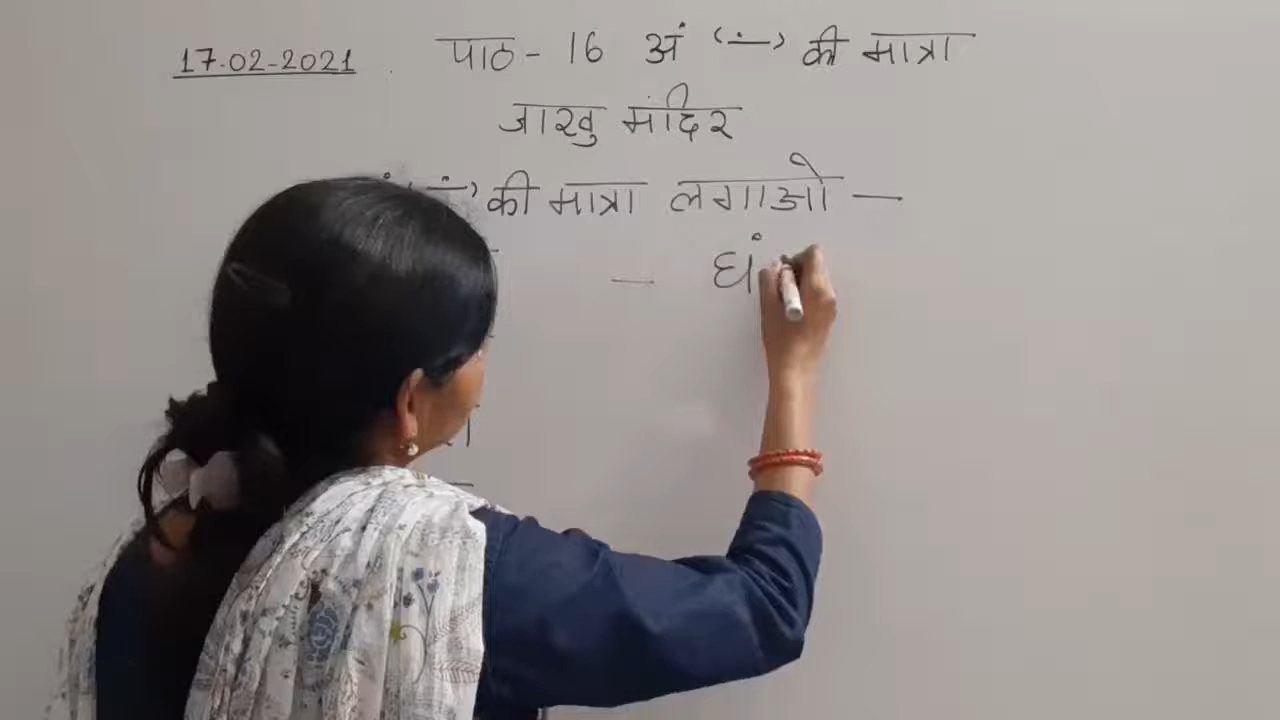 17.02-2021 पाठ - 16 अं (ं) की मात्रा
जाखु मंदिर
(ं) की मात्रा लगाओ —
— घं